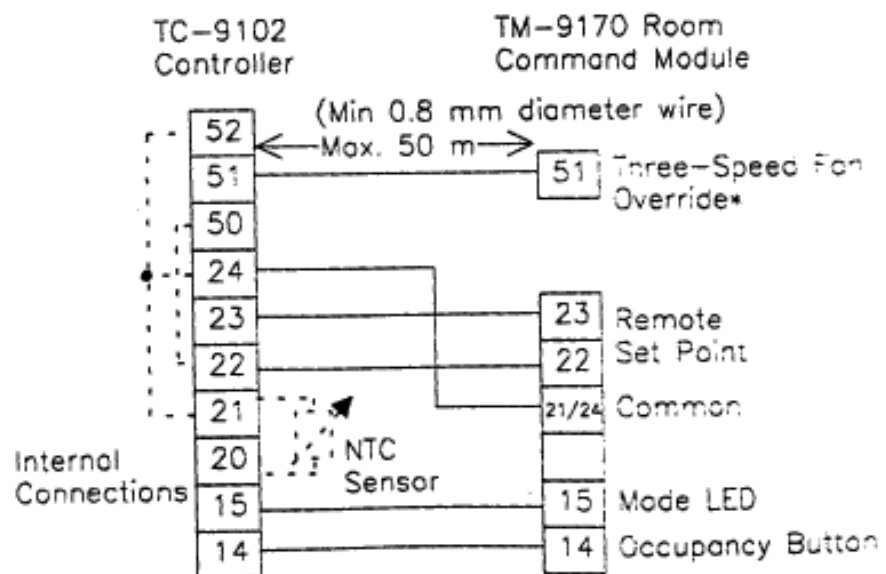 TC-9102
Controller
TM-9170 Room
Command Module
(Min 0.8 mm diameter wire)
Max. 50 m
52
51
50
24
23
22
21
20
15
14
51
Three-Speed Fan
Override*
23
Remote
22
Set Point
21/24
Common
15
Mode LED
14
Occupancy Button
NTC
Sensor
Internal
Connections